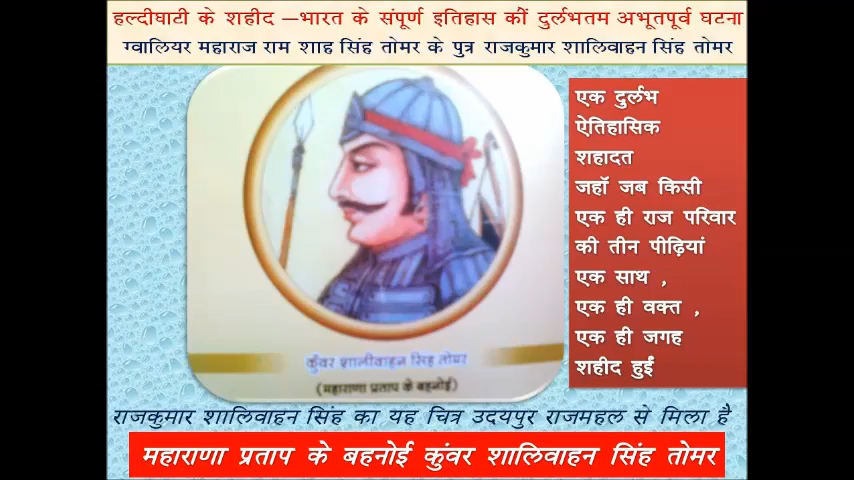 हल्दीघाटी के शहीद –भारत के संपूर्ण इतिहास कीं दुर्लभतम अभूतपूर्व घटना
ग्वालियर महाराज राम शाह सिंह तोमर के पुत्र राजकुमार शालिवाहन सिंह तोमर
एक दुर्लभ
ऐतिहासिक
शहादत
जहाॅं जब किसी
एक ही राज परिवार
की तीन पीढ़ियां
एक साथ ,
एक ही वक्त ,
एक ही जगह
शहीद हुईं
कुँवर शालीवाहन सिंह तोमर
(महाराणा प्रताप के बहनोई)
राजकुमार शालिवाहन सिंह का यह चित्र उदयपुर राजमहल से मिला है
महाराणा प्रताप के बहनोई कुंवर शालिवाहन सिंह तोमर